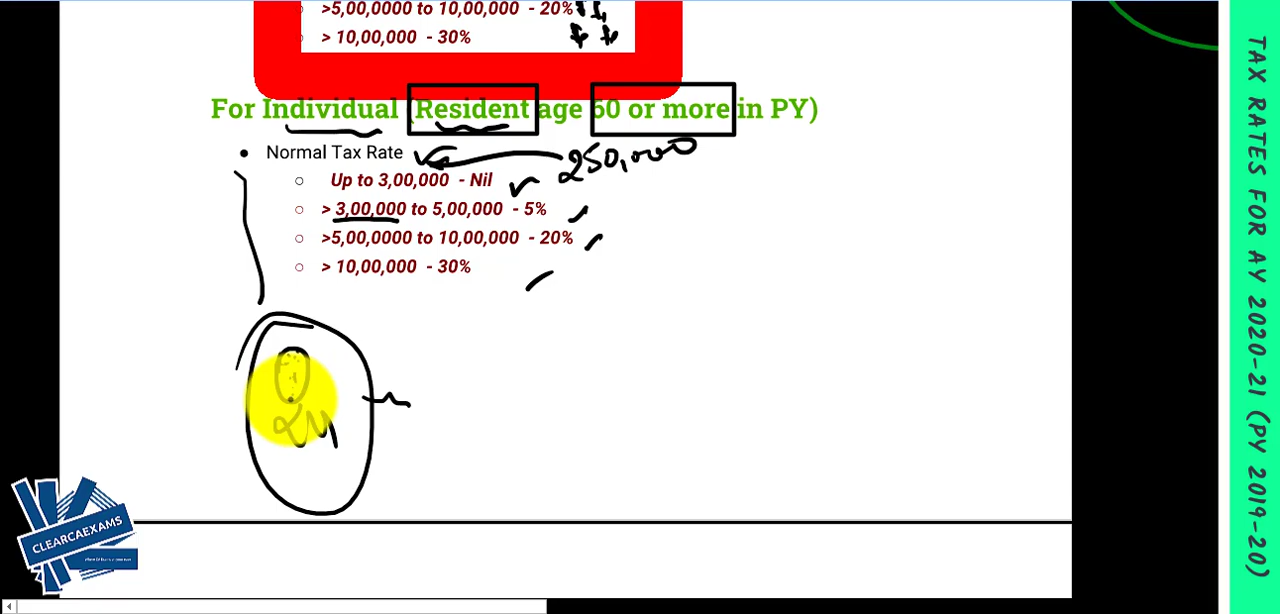 >5,00,0000 to 10,00,000 - 20%
> 10,00,000 - 30%
For Individual (Resident age 60 or more in PY)
Normal Tax Rate
250,000
Up to 3,00,000 - Nil
> 3,00,000 to 5,00,000 - 5%
>5,00,0000 to 10,00,000 - 20%
> 10,00,000 - 30%
CLEARCAEXAMS
TAX RATES FOR AY 2020-21 (PY 2019-20)